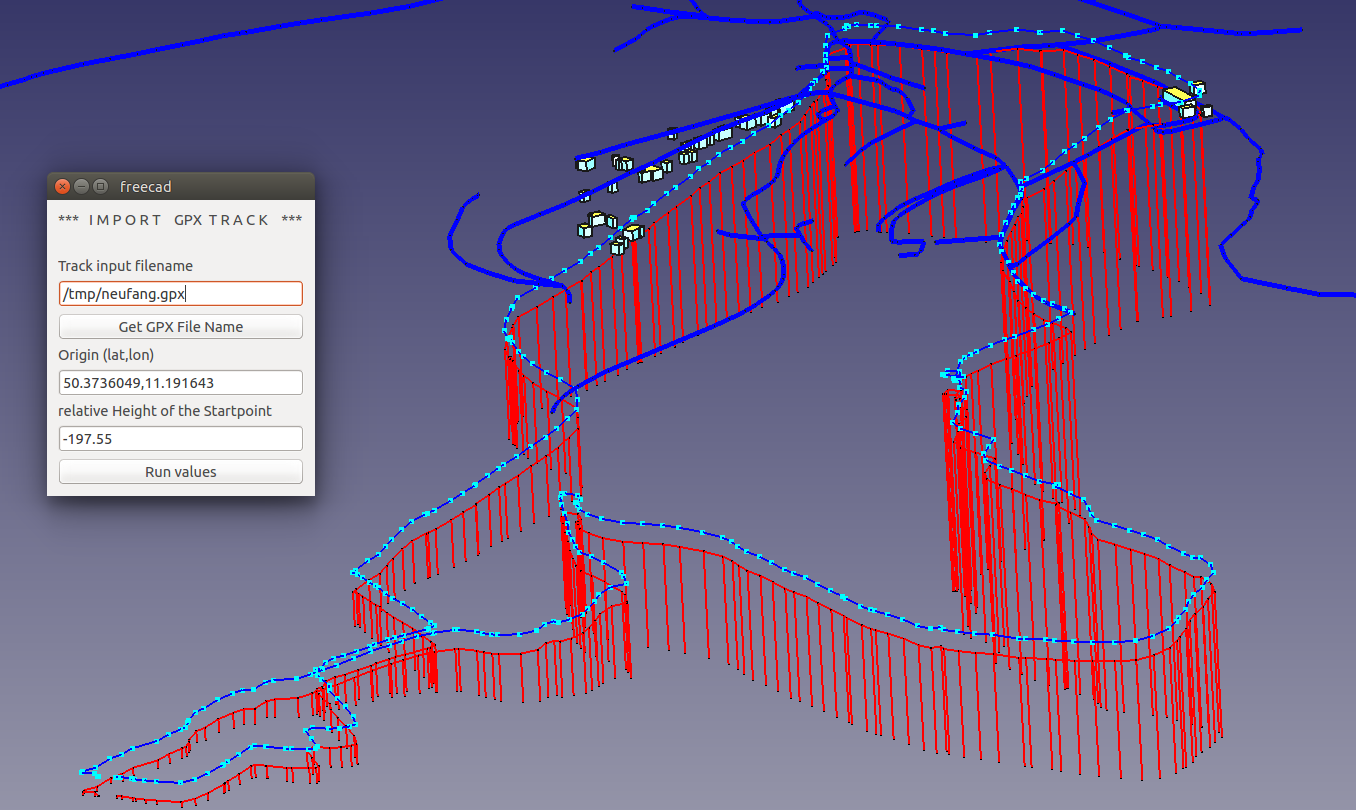 freecad
*** IMPORT GPX TRACK ***
Track input filename
/tmp/neufang.gpx
Get GPX File Name
Origin (lat,lon)
50.3736049,11.191643
relative Height of the Startpoint
-197.55
Run values